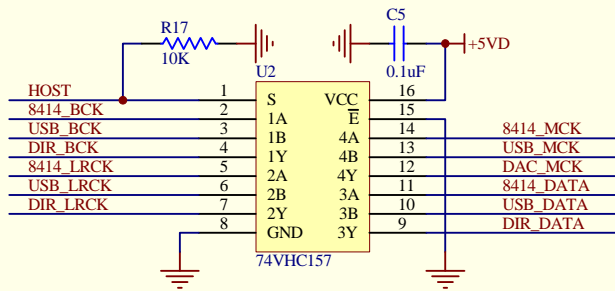 R17
10K
C5
0.1uF
+5VD
U2
HOST 1 S VCC 16
8414_BCK 2 1A E 15
USB_BCK 3 1B 4A 14 8414_MCK
DIR_BCK 4 1Y 4B 13 USB_MCK
8414_LRCK 5 2A 4Y 12 DAC_MCK
USB_LRCK 6 2B 3A 11 8414_DATA
DIR_LRCK 7 2Y 3B 10 USB_DATA
8 GND 3Y 9 DIR_DATA
74VHC157